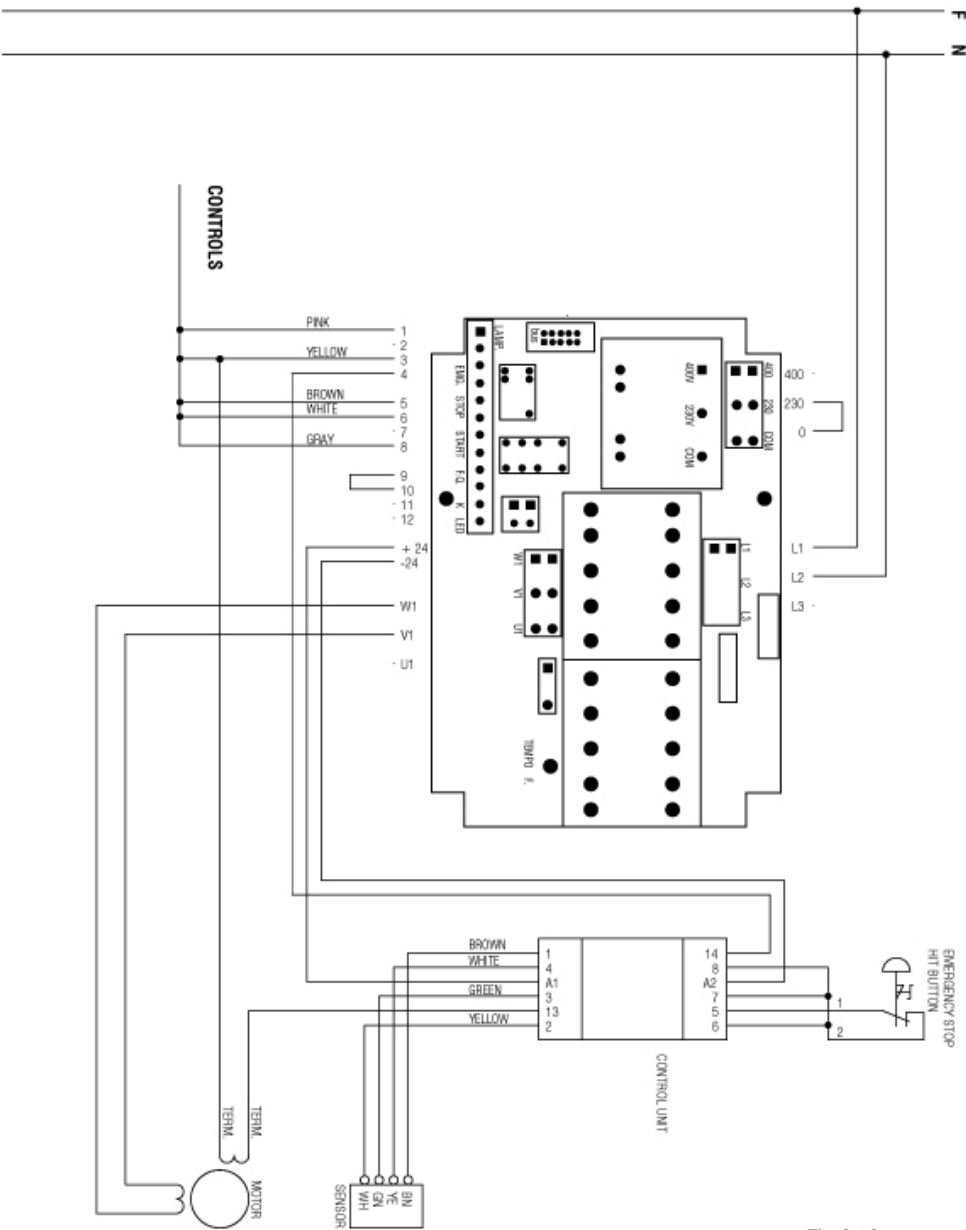 F
N
CONTROLS
PINK
YELLOW
BROWN
WHITE
GRAY
1
2
3
4
5
6
7
8
9
10
11
12
+ 24
-24
W1
V1
U1
LAMP.
EMG.
STOP
START
F.Q.
K
LED
bus
400V
230V
COM
400
230
COM
400
230
0
W1
V1
U1
L1
L2
L3
L1
L2
L3
TEMPO F.
BROWN
WHITE
GREEN
YELLOW
1
4
A1
3
13
2
14
8
A2
7
5
6
1
2
EMERGENCY STOP
HIT BUTTON
CONTROL UNIT
TERM.
TERM.
MOTOR
SENSOR
BN
YE
GN
WH